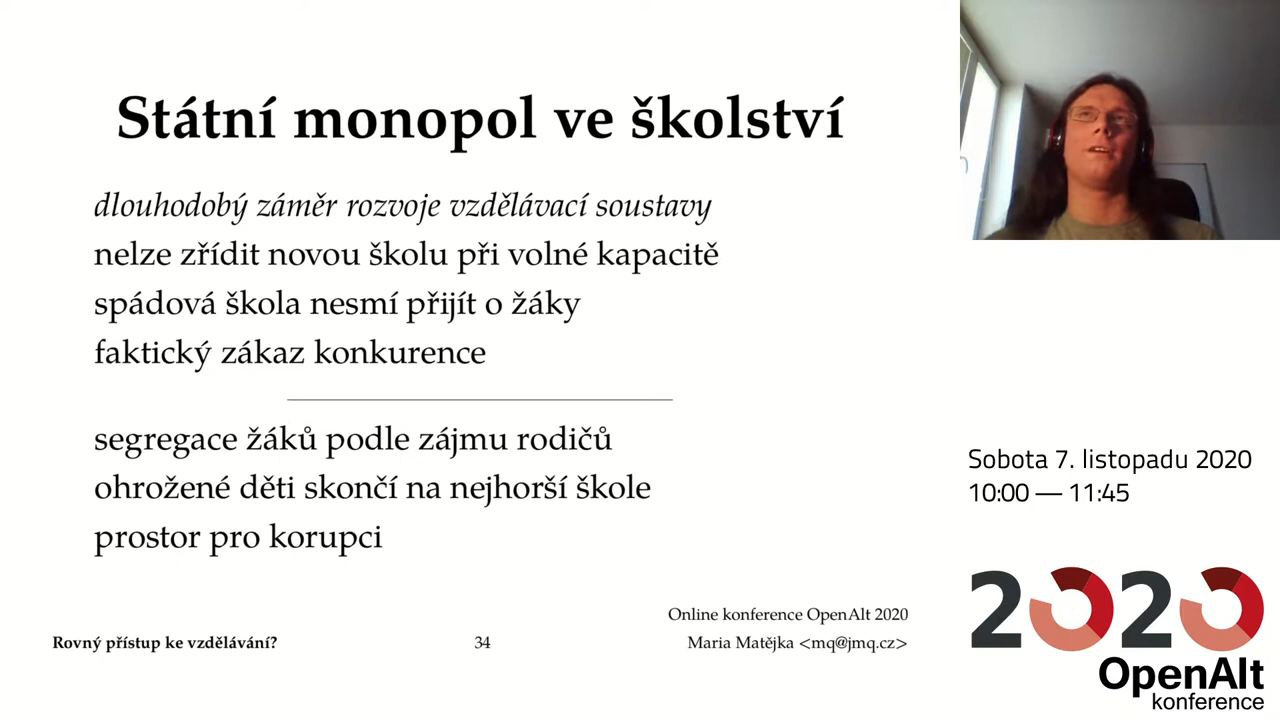 Státní monopol ve školství
dlouhodobý záměr rozvoje vzdělávací soustavy
nelze zřídit novou školu při volné kapacitě
spádová škola nesmí přijít o žáky
faktický zákaz konkurence
segregace žáků podle zájmu rodičů
ohrožené děti skončí na nejhorší škole
prostor pro korupci
Online konference OpenAlt 2020
Rovný přístup ke vzdělávání? 34 Maria Matějka <mq@jmq.cz>
Sobota 7. listopadu 2020
10:00 — 11:45
2020
OpenAlt
konference